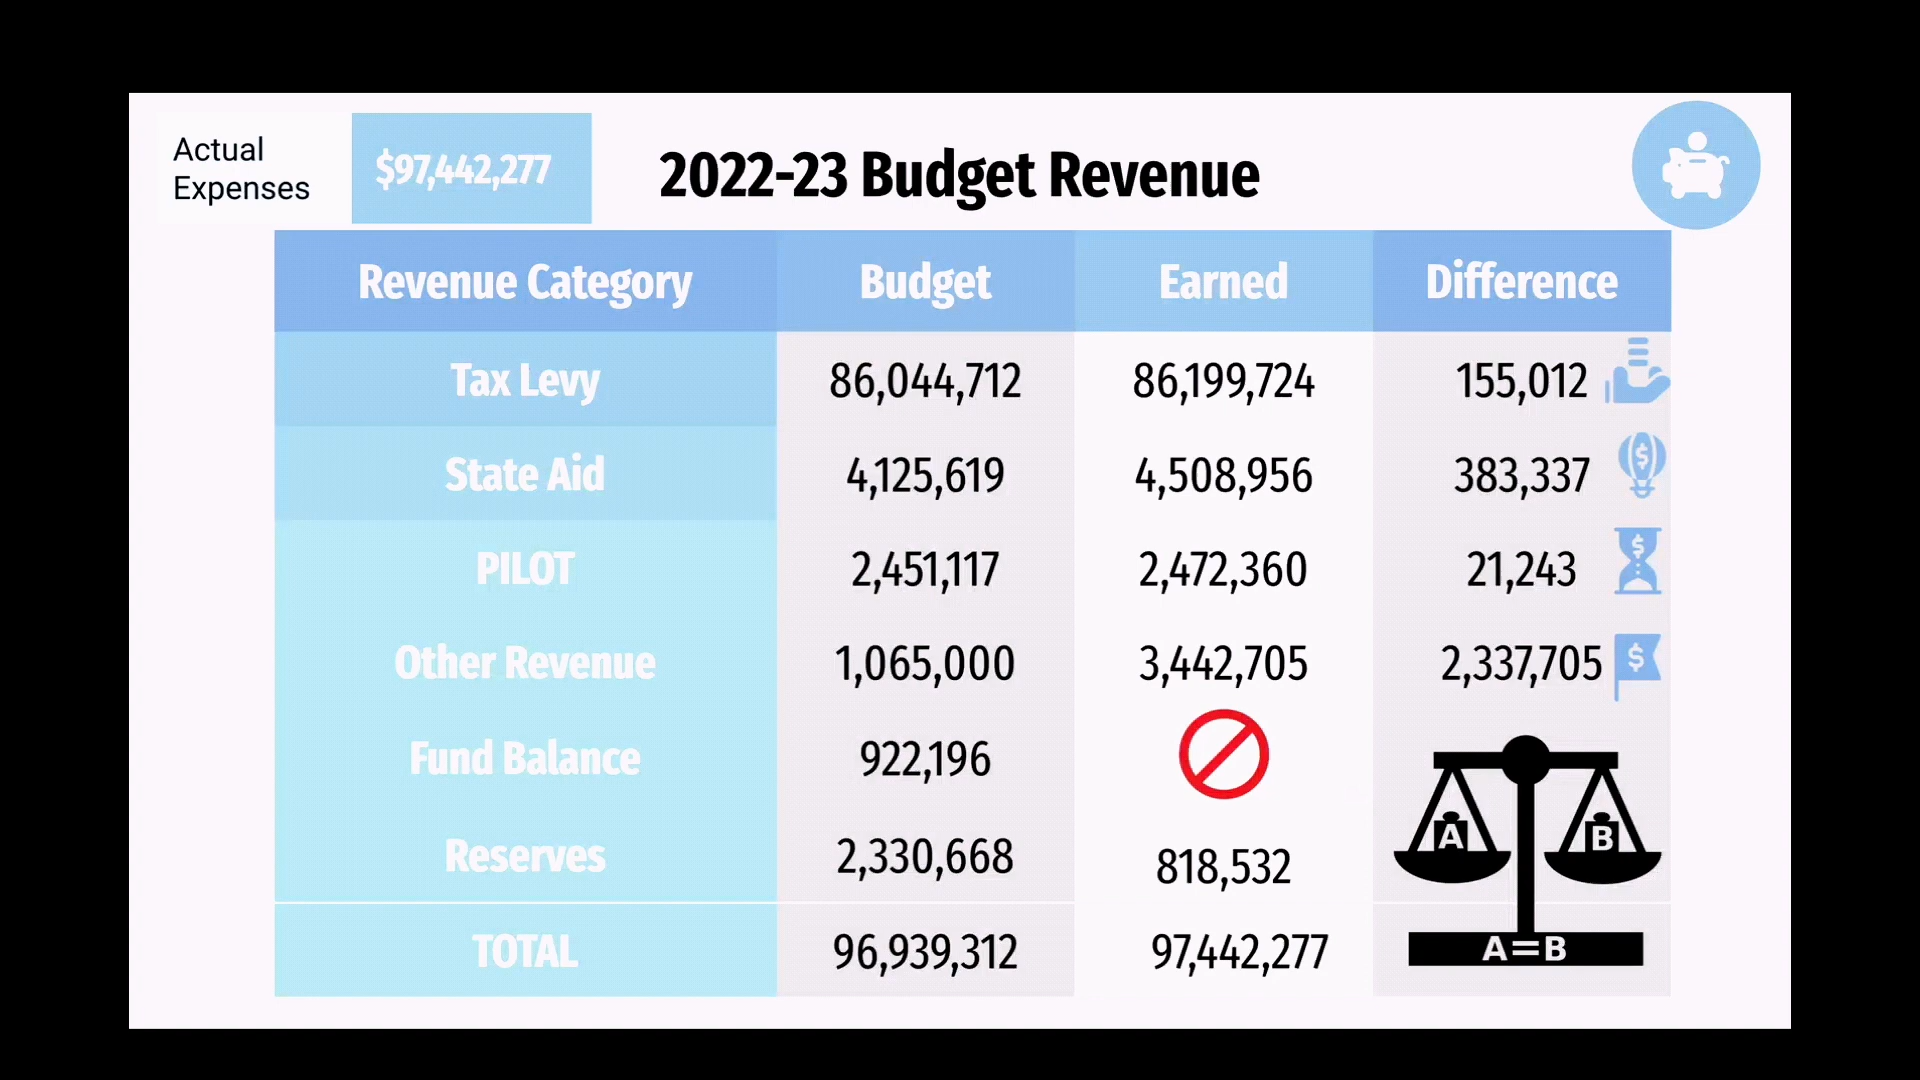 Actual
Expenses
$97,442,277
2022-23 Budget Revenue
Revenue Category Budget Earned Difference
Tax Levy 86,044,712 86,199,724 155,012
State Aid 4,125,619 4,508,956 383,337
$
PILOT 2,451,117 2,472,360 21,243
$
Other Revenue 1,065,000 3,442,705 2,337,705
$
Fund Balance 922,196
Reserves 2,330,668 818,532
A B
TOTAL 96,939,312 97,442,277
A=B